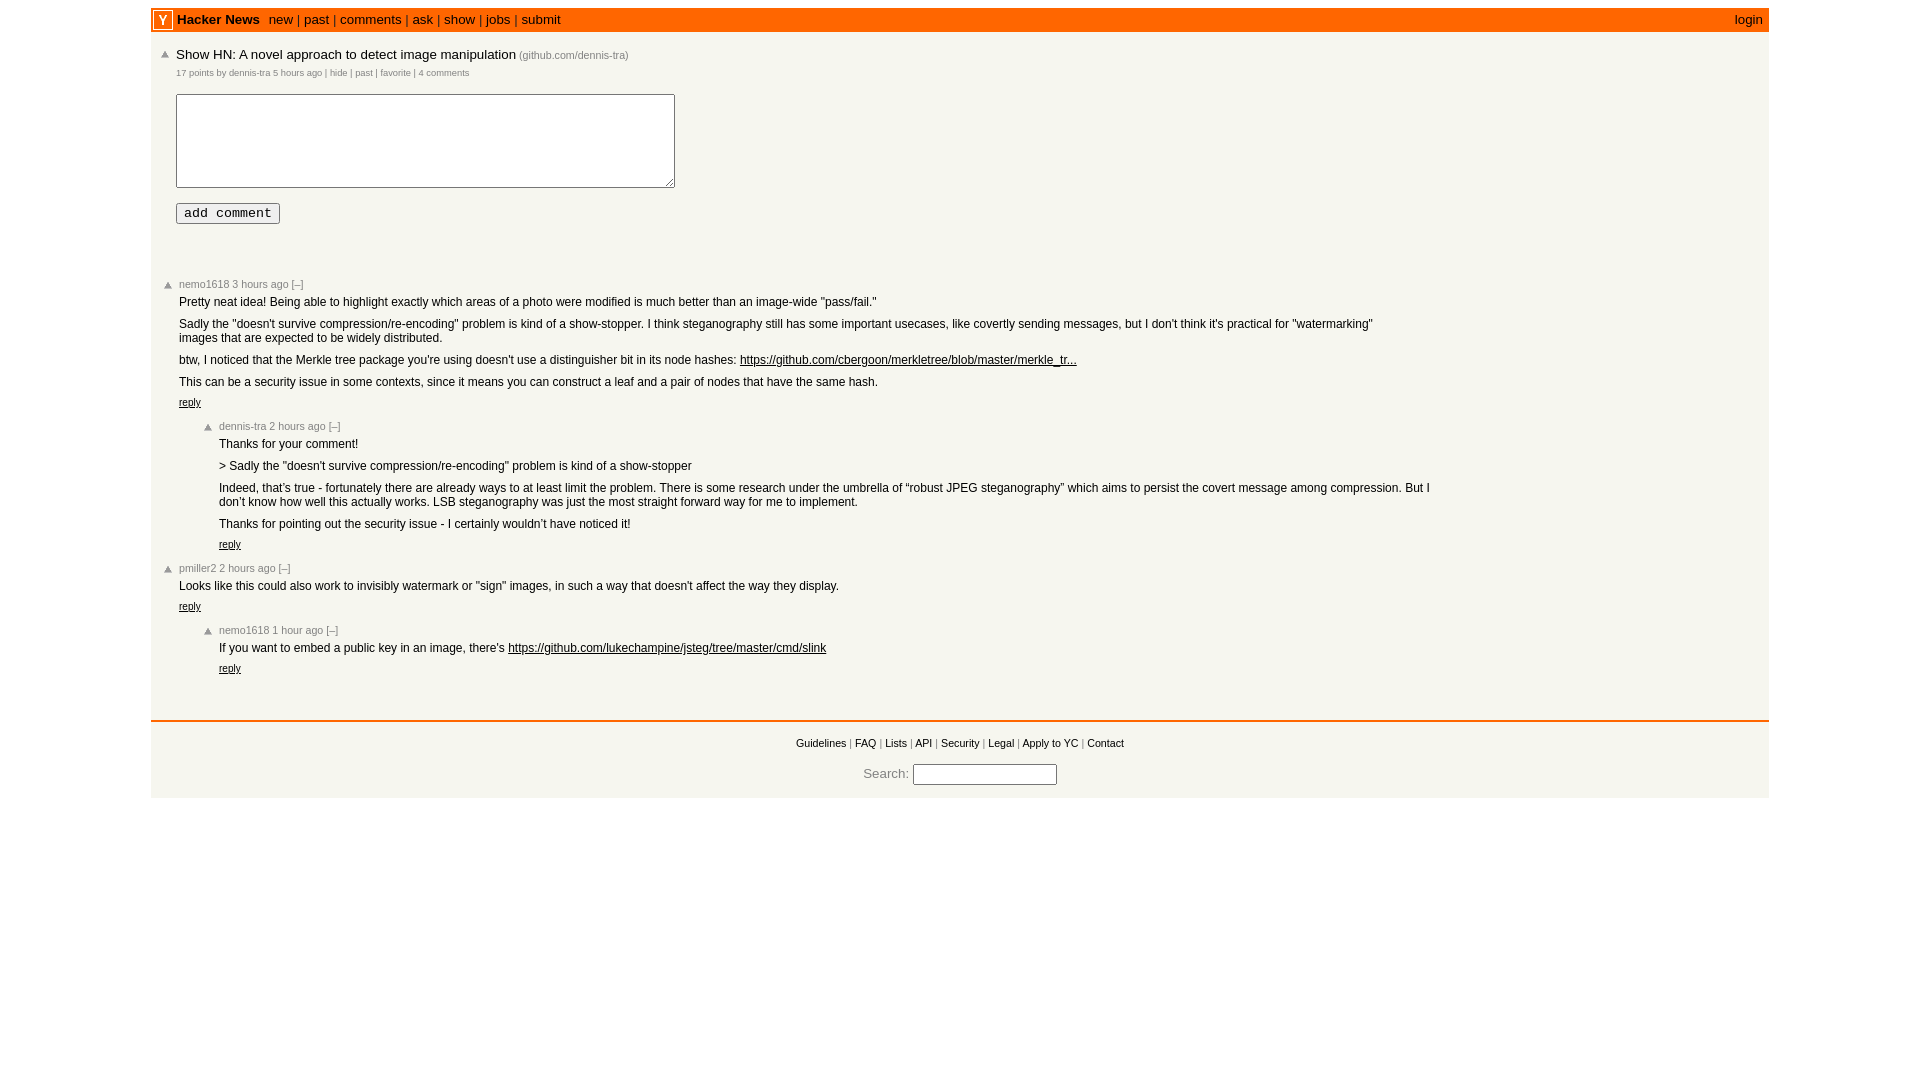 Y Hacker News new | past | comments | ask | show | jobs | submit login
Show HN: A novel approach to detect image manipulation (github.com/dennis-tra)
17 points by dennis-tra 5 hours ago | hide | past | favorite | 4 comments
add comment
nemo1618 3 hours ago [–]
Pretty neat idea! Being able to highlight exactly which areas of a photo were modified is much better than an image-wide "pass/fail."
Sadly the "doesn't survive compression/re-encoding" problem is kind of a show-stopper. I think steganography still has some important usecases, like covertly sending messages, but I don't think it's practical for "watermarking"
images that are expected to be widely distributed.
btw, I noticed that the Merkle tree package you're using doesn't use a distinguisher bit in its node hashes: https://github.com/cbergoon/merkletree/blob/master/merkle_tr...
This can be a security issue in some contexts, since it means you can construct a leaf and a pair of nodes that have the same hash.
reply
dennis-tra 2 hours ago [–]
Thanks for your comment!
> Sadly the "doesn't survive compression/re-encoding" problem is kind of a show-stopper
Indeed, that’s true - fortunately there are already ways to at least limit the problem. There is some research under the umbrella of “robust JPEG steganography” which aims to persist the covert message among compression. But I
don’t know how well this actually works. LSB steganography was just the most straight forward way for me to implement.
Thanks for pointing out the security issue - I certainly wouldn’t have noticed it!
reply
pmiller2 2 hours ago [–]
Looks like this could also work to invisibly watermark or "sign" images, in such a way that doesn't affect the way they display.
reply
nemo1618 1 hour ago [–]
If you want to embed a public key in an image, there's https://github.com/lukechampine/jsteg/tree/master/cmd/slink
reply
Guidelines | FAQ | Lists | API | Security | Legal | Apply to YC | Contact
Search: